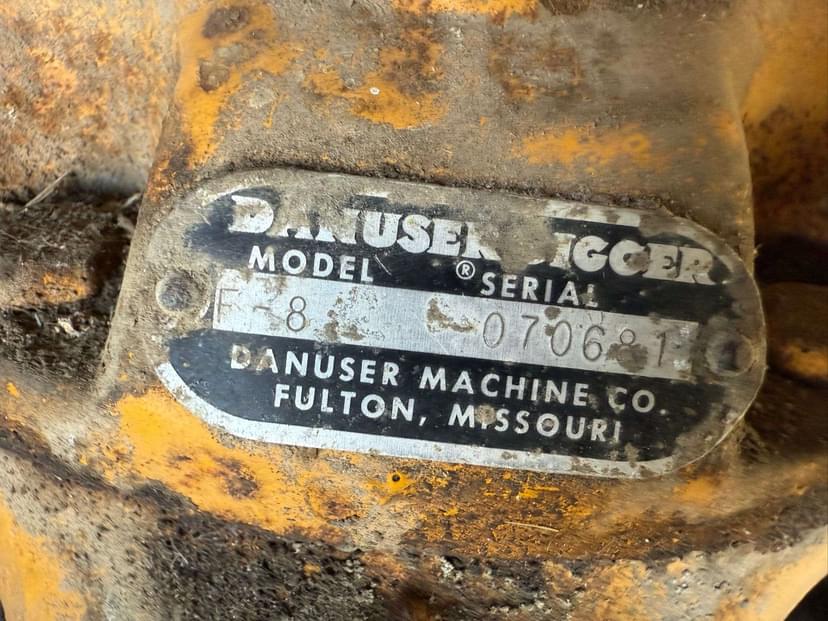 DANUSER DIGGER
MODEL ® SERIAL
F-8 070681
DANUSER MACHINE CO.
FULTON, MISSOURI